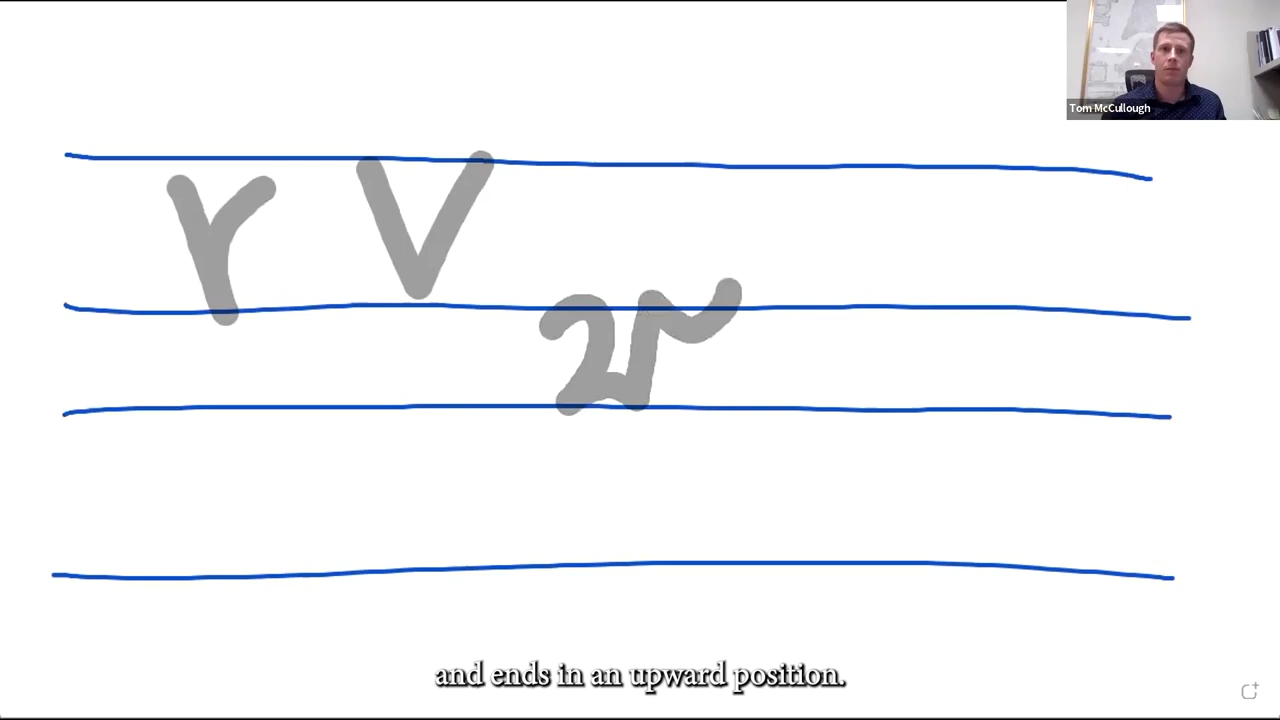 Tom McCullough
r V
and ends in an upward position.